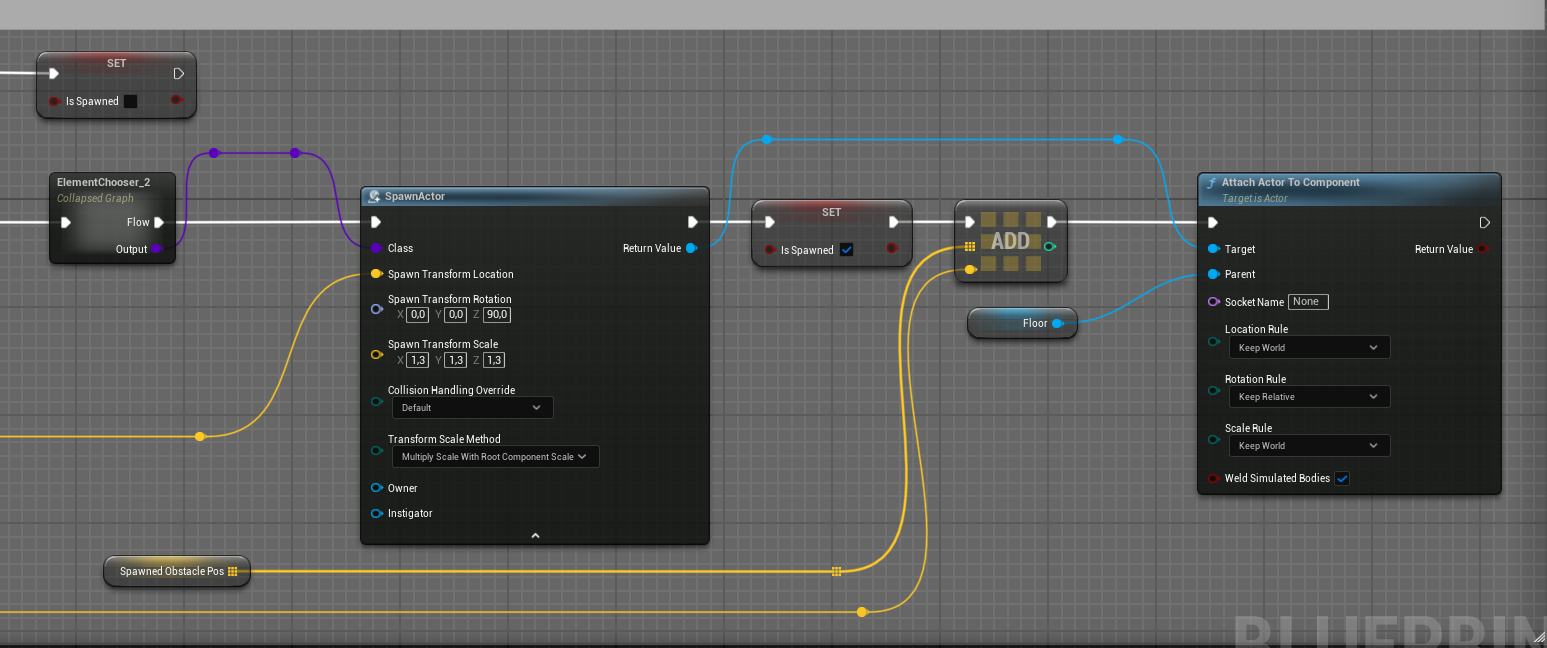 SET
Is Spawned
ElementChooser_2
Collapsed Graph
Flow
Output
SpawnActor
Class
Return Value
Spawn Transform Location
Spawn Transform Rotation
X 0,0 Y 0,0 Z 90,0
Spawn Transform Scale
X 1,3 Y 1,3 Z 1,3
Collision Handling Override
Default
Transform Scale Method
Multiply Scale With Root Component Scale
Owner
Instigator
SET
Is Spawned
ADD
Floor
Attach Actor To Component
Target is Actor
Target
Return Value
Parent
Socket Name None
Location Rule
Keep World
Rotation Rule
Keep Relative
Scale Rule
Keep World
Weld Simulated Bodies
Spawned Obstacle Pos
BLUEPRIN